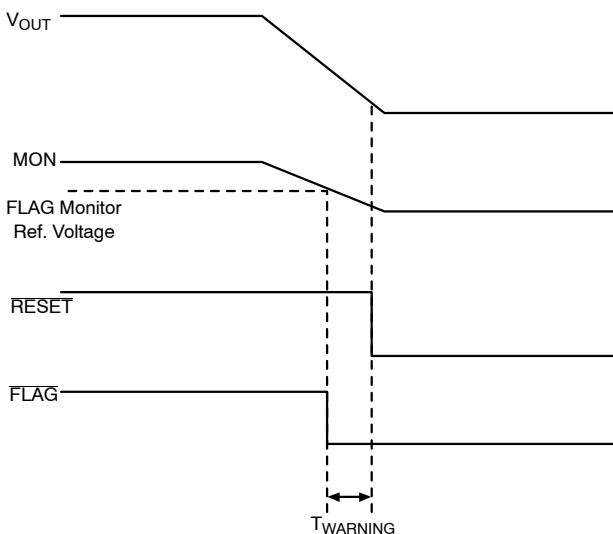 VOUT
MON
FLAG Monitor
Ref. Voltage
RESET
FLAG
TWARNING